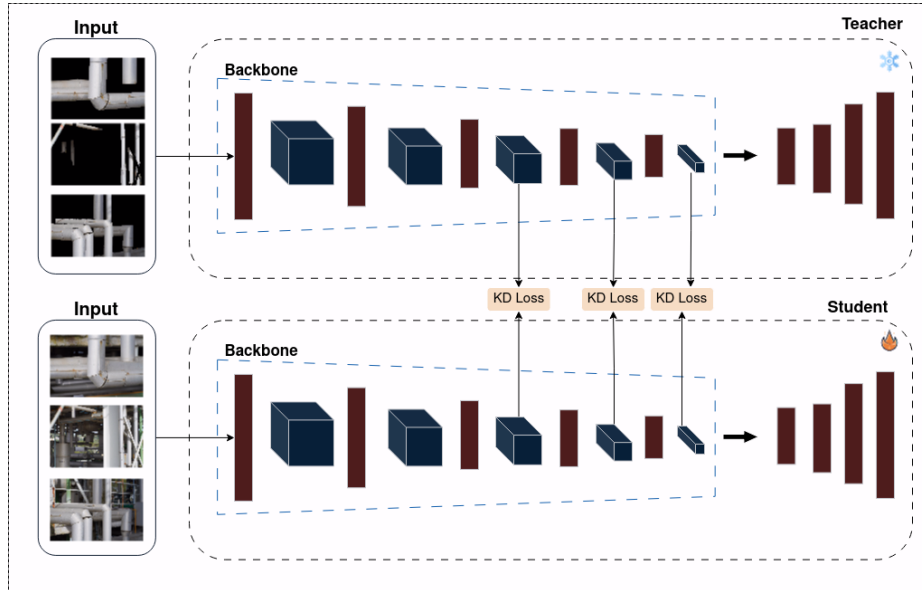 Input
Teacher
Backbone
KD Loss
KD Loss
KD Loss
Input
Student
Backbone